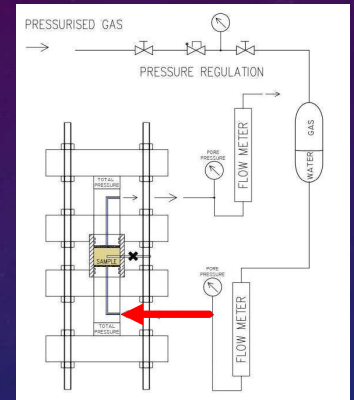 PRESSURISED GAS
PRESSURE REGULATION
GAS
WATER
FLOW METER
PORE
PRESSURE
TOTAL
PRESSURE
SAMPLE
PORE
PRESSURE
FLOW METER
TOTAL
PRESSURE